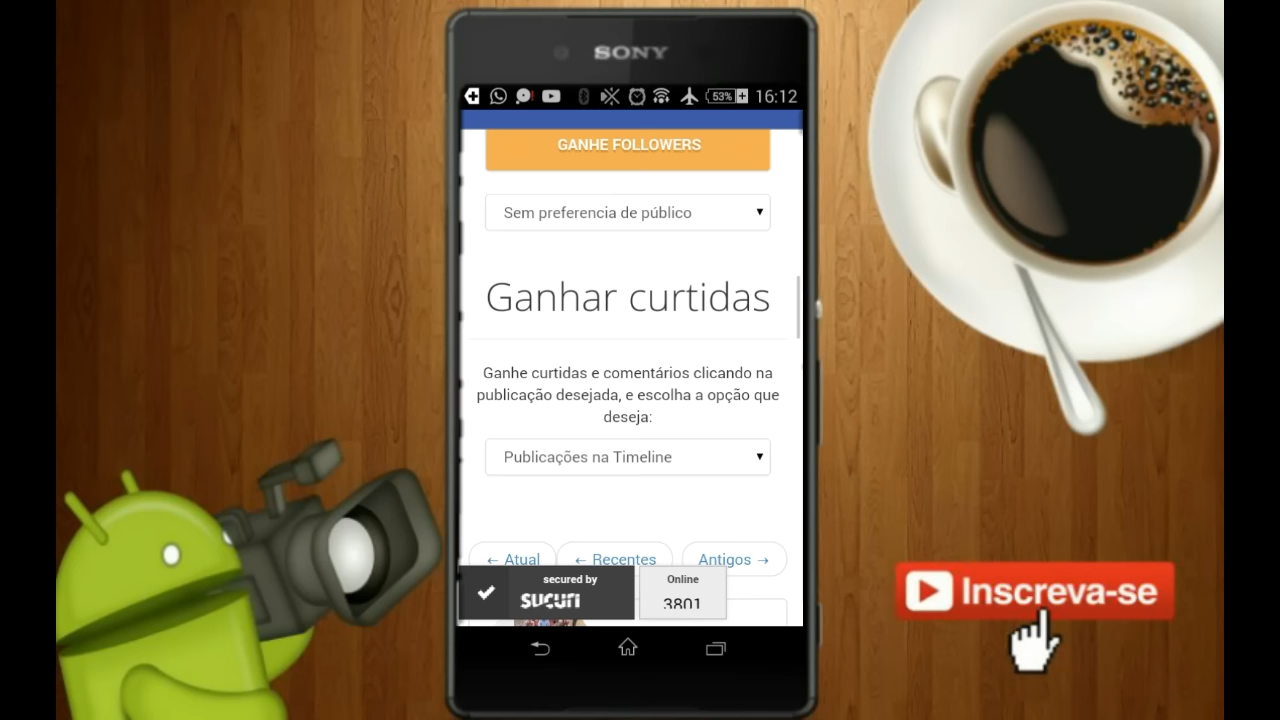 SONY
53%
16:12
GANHE FOLLOWERS
Sem preferencia de público
Ganhar curtidas
Ganhe curtidas e comentários clicando na
publicação desejada, e escolha a opção que
deseja:
Publicações na Timeline
← Atual
← Recentes
Antigos →
secured by
sucuri
Online
3801
Inscreva-se